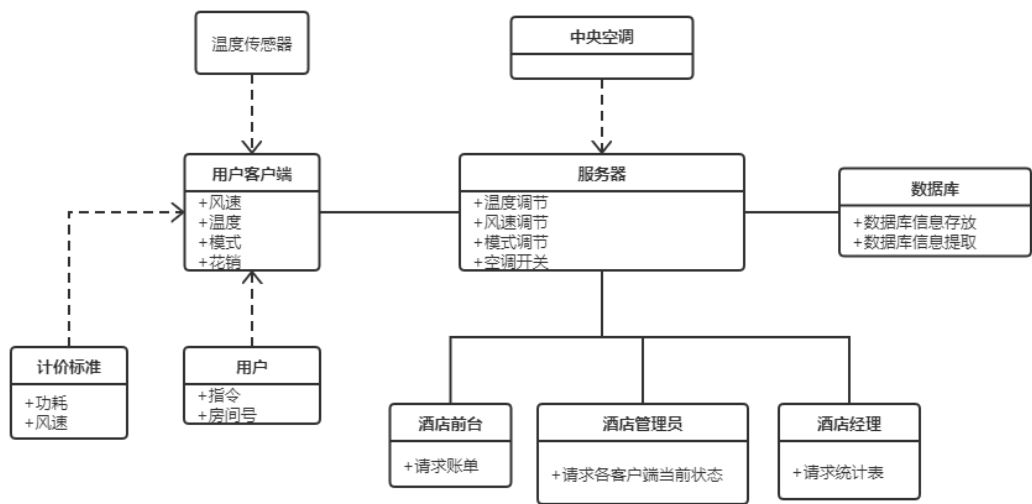 温度传感器
中央空调
用户客户端
+风速
+温度
+模式
+花销
服务器
+温度调节
+风速调节
+模式调节
+空调开关
数据库
+数据库信息存放
+数据库信息提取
计价标准
+功耗
+风速
用户
+指令
+房间号
酒店前台
+请求账单
酒店管理员
+请求各客户端当前状态
酒店经理
+请求统计表